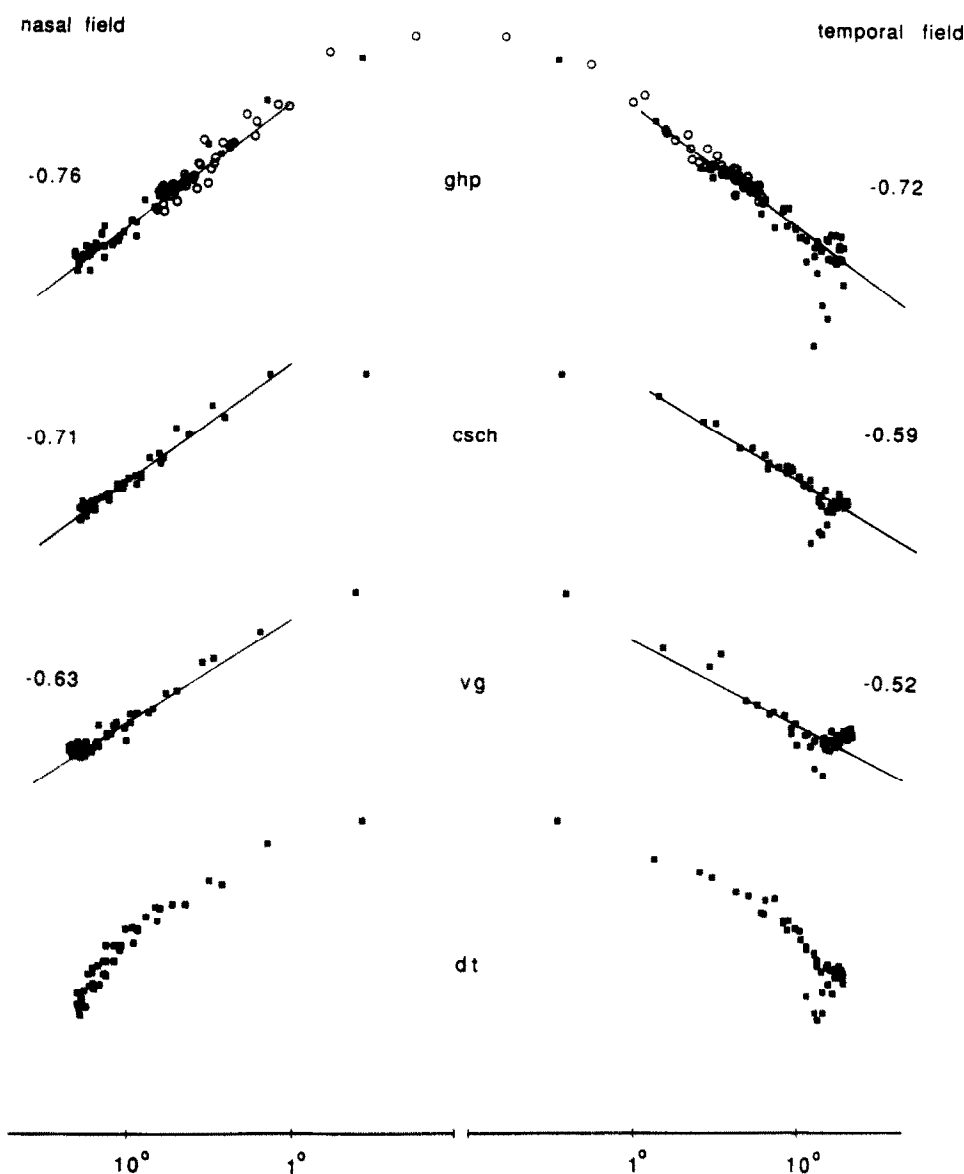 nasal field
temporal field
-0.76
ghp
-0.72
-0.71
csch
-0.59
-0.63
vg
-0.52
dt
10° 1° 1° 10°